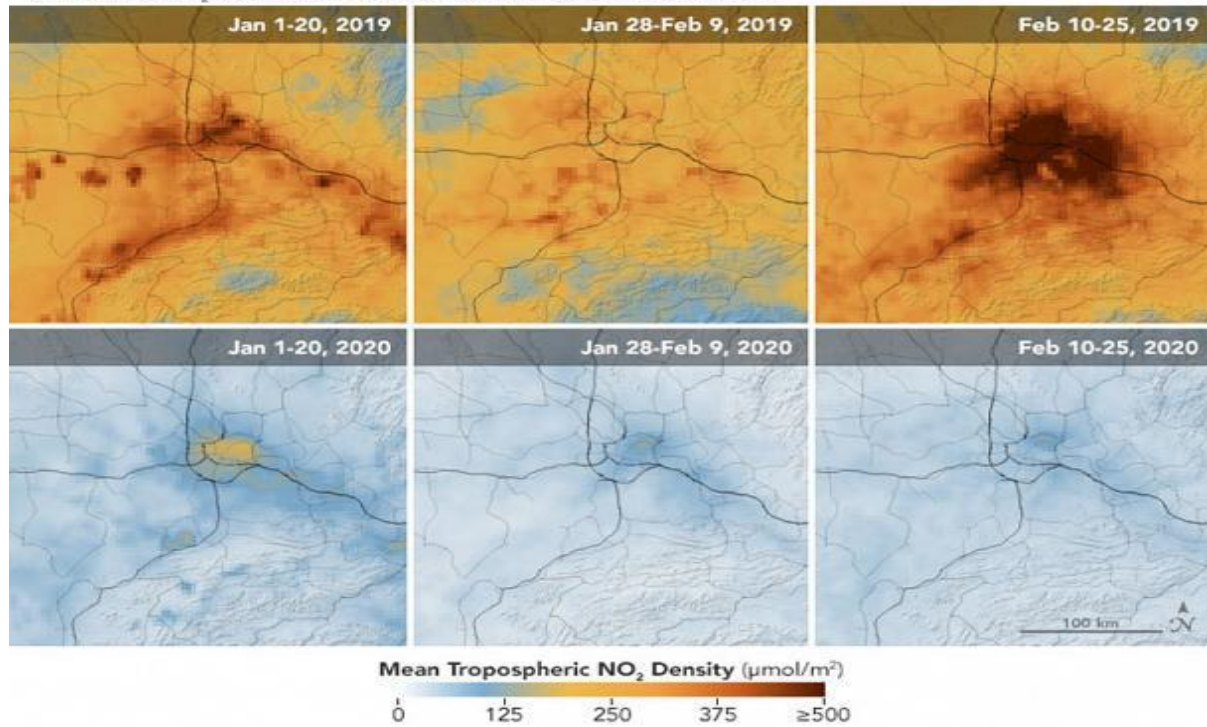 Jan 1-20, 2019
Jan 28-Feb 9, 2019
Feb 10-25, 2019
Jan 1-20, 2020
Jan 28-Feb 9, 2020
Feb 10-25, 2020
100 km
N
Mean Tropospheric NO₂ Density (µmol/m²)
0 125 250 375 ≥500